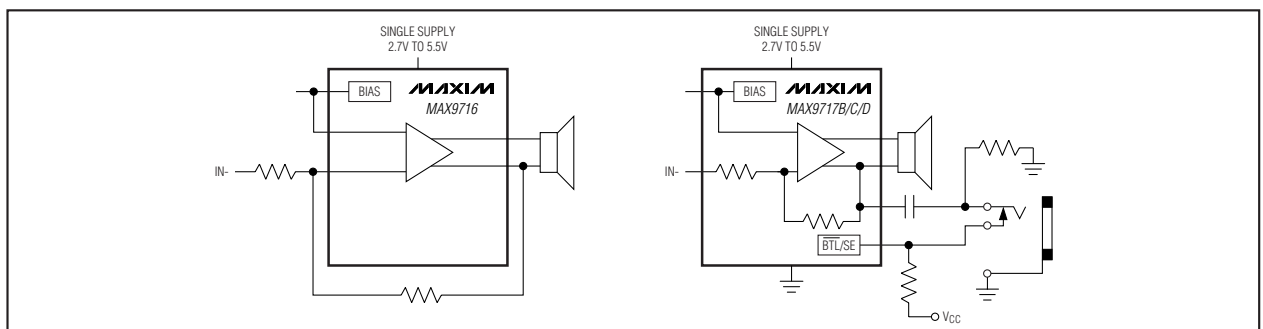 SINGLE SUPPLY
2.7V TO 5.5V
BIAS
MAXIM
MAX9716
IN-
SINGLE SUPPLY
2.7V TO 5.5V
BIAS
MAXIM
MAX9717B/C/D
IN-
BTL/SE
VCC